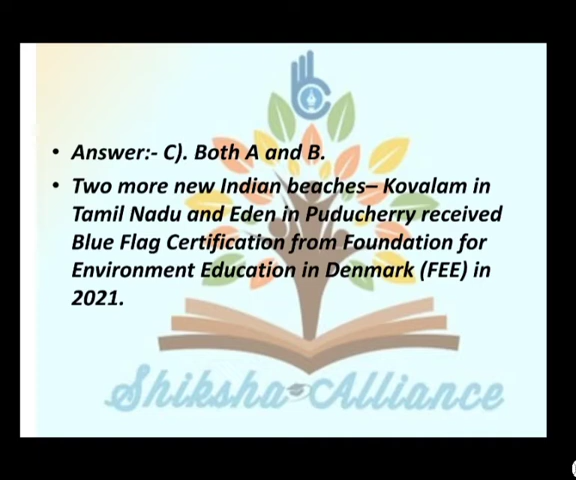 • Answer:- C). Both A and B.
• Two more new Indian beaches– Kovalam in
Tamil Nadu and Eden in Puducherry received
Blue Flag Certification from Foundation for
Environment Education in Denmark (FEE) in
2021.
Shiksha Alliance